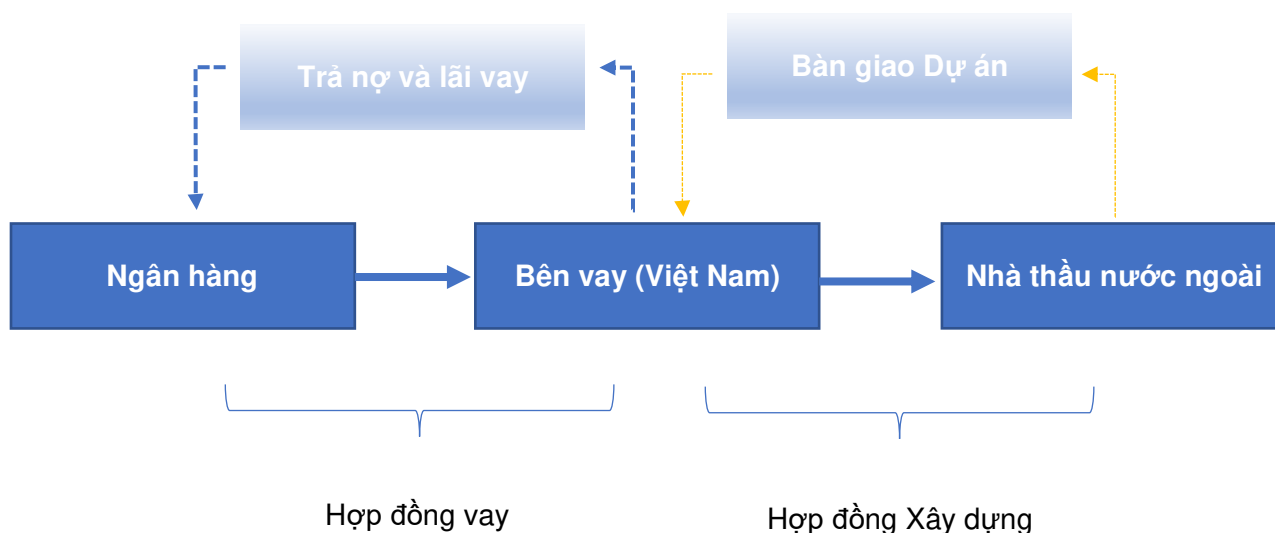 Trả nợ và lãi vay
Bàn giao Dự án
Ngân hàng
Bên vay (Việt Nam)
Nhà thầu nước ngoài
Hợp đồng vay
Hợp đồng Xây dựng